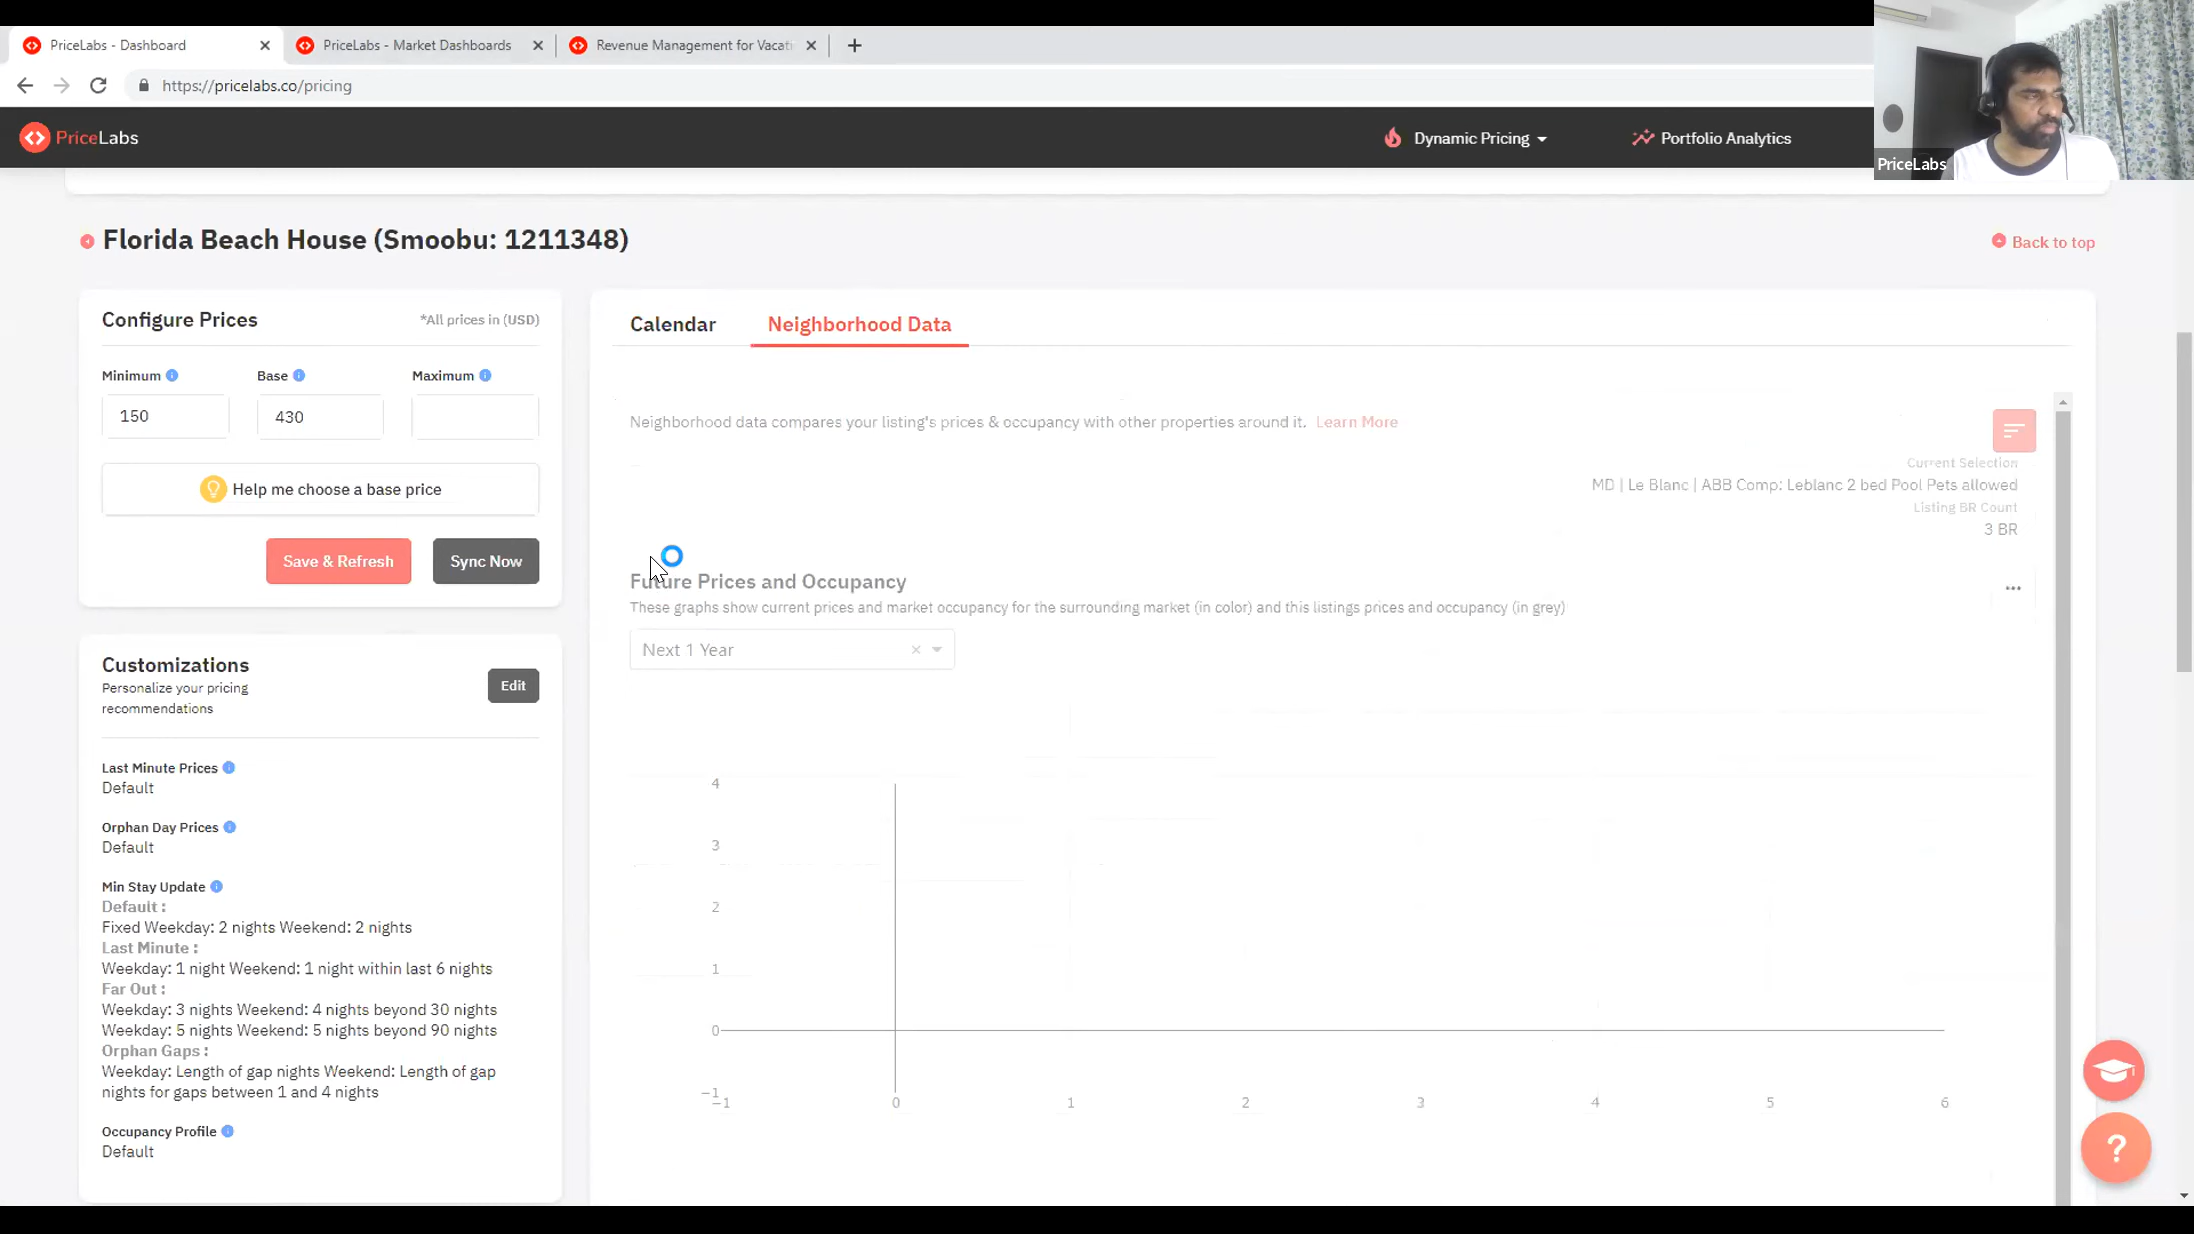 PriceLabs - Dashboard
PriceLabs - Market Dashboards
Revenue Management for Vacati
https://pricelabs.co/pricing
PriceLabs
Dynamic Pricing
Portfolio Analytics
PriceLabs
Florida Beach House (Smoobu: 1211348)
Back to top
Configure Prices
*All prices in (USD)
Minimum
Base
Maximum
150
430
Help me choose a base price
Save & Refresh
Sync Now
Customizations
Personalize your pricing
recommendations
Edit
Last Minute Prices
Default
Orphan Day Prices
Default
Min Stay Update
Default :
Fixed Weekday: 2 nights Weekend: 2 nights
Last Minute :
Weekday: 1 night Weekend: 1 night within last 6 nights
Far Out :
Weekday: 3 nights Weekend: 4 nights beyond 30 nights
Weekday: 5 nights Weekend: 5 nights beyond 90 nights
Orphan Gaps :
Weekday: Length of gap nights Weekend: Length of gap
nights for gaps between 1 and 4 nights
Occupancy Profile
Default
Calendar
Neighborhood Data
Neighborhood data compares your listing's prices & occupancy with other properties around it. Learn More
Current Selection
MD | Le Blanc | ABB Comp: Leblanc 2 bed Pool Pets allowed
Listing BR Count
3 BR
Future Prices and Occupancy
These graphs show current prices and market occupancy for the surrounding market (in color) and this listings prices and occupancy (in grey)
Next 1 Year
4
3
2
1
0
−1
−1
0
1
2
3
4
5
6
?